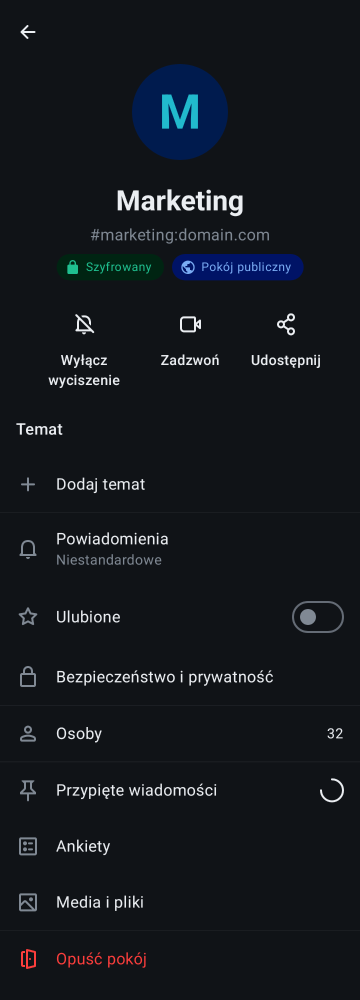 M
Marketing
#marketing:domain.com
Szyfrowany
Pokój publiczny
Wyłącz
wyciszenie
Zadzwoń
Udostępnij
Temat
Dodaj temat
Powiadomienia
Niestandardowe
Ulubione
Bezpieczeństwo i prywatność
Osoby
32
Przypięte wiadomości
Ankiety
Media i pliki
Opuść pokój